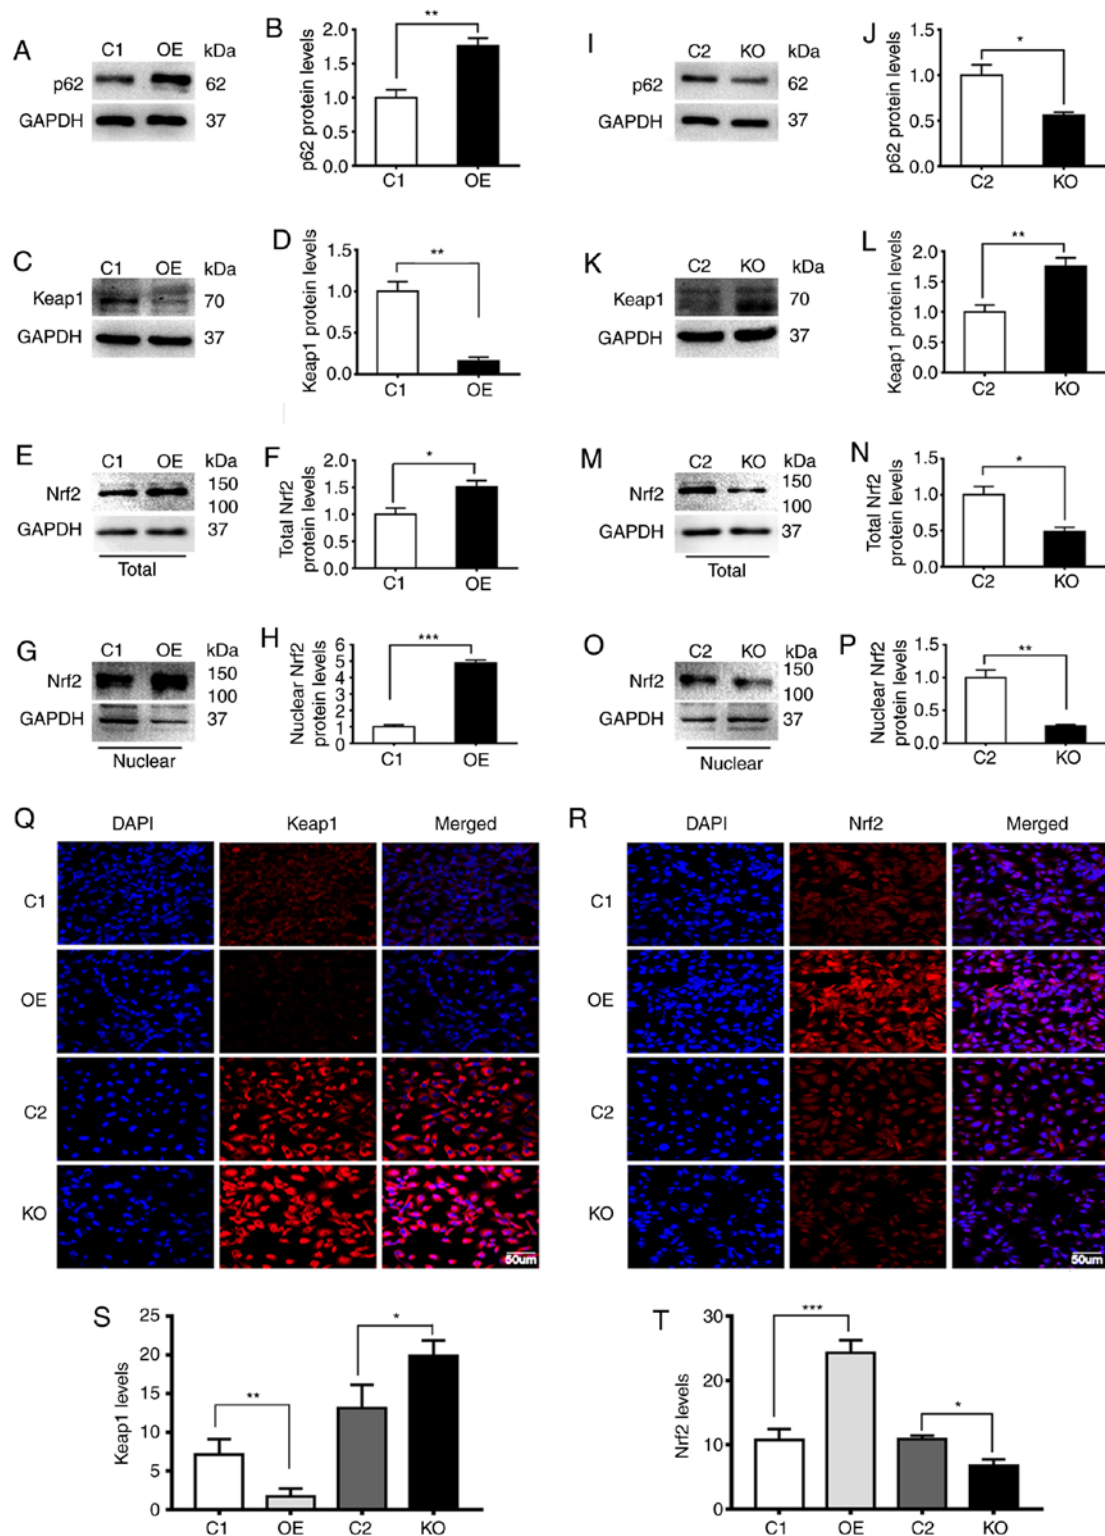 A
C1 OE kDa
p62 62
GAPDH 37
B
p62 protein levels
2.0
1.5
1.0
0.5
0.0
**
C1 OE
I
C2 KO kDa
p62 62
GAPDH 37
J
p62 protein levels
1.5
1.0
0.5
0.0
*
C2 KO
C
C1 OE kDa
Keap1 70
GAPDH 37
D
Keap1 protein levels
1.5
1.0
0.5
0.0
**
C1 OE
K
C2 KO kDa
Keap1 70
GAPDH 37
L
Keap1 protein levels
2.0
1.5
1.0
0.5
0.0
**
C2 KO
E
C1 OE kDa
Nrf2 150
100
GAPDH 37
Total
F
Total Nrf2
protein levels
2.0
1.5
1.0
0.5
0.0
*
C1 OE
M
C2 KO kDa
Nrf2 150
100
GAPDH 37
Total
N
Total Nrf2
protein levels
1.5
1.0
0.5
0.0
*
C2 KO
G
C1 OE kDa
Nrf2 150
100
GAPDH 37
Nuclear
H
Nuclear Nrf2
protein levels
6
5
4
3
2
1
0
***
C1 OE
O
C2 KO kDa
Nrf2 150
100
GAPDH 37
Nuclear
P
Nuclear Nrf2
protein levels
1.5
1.0
0.5
0.0
**
C2 KO
Q
DAPI Keap1 Merged
C1
OE
C2
KO
50um
R
DAPI Nrf2 Merged
C1
OE
C2
KO
50um
S
Keap1 levels
25
20
15
10
5
0
**
*
C1 OE C2 KO
T
Nrf2 levels
30
20
10
0
***
*
C1 OE C2 KO